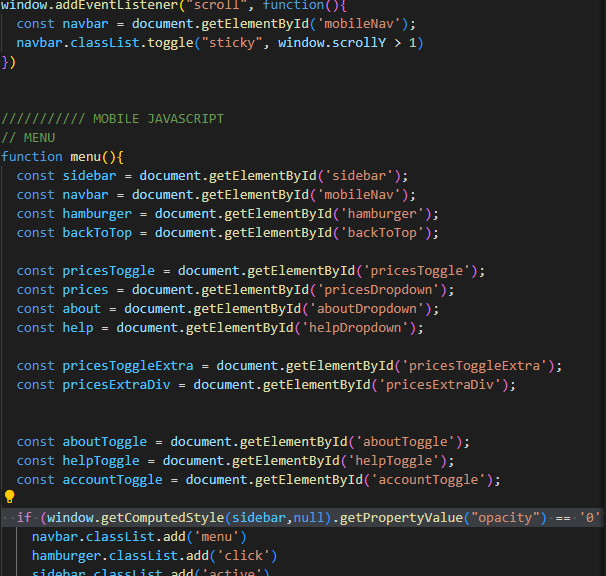 window.addEventListener("scroll", function(){
  const navbar = document.getElementById('mobileNav');
  navbar.classList.toggle("sticky", window.scrollY > 1)
})
/////////// MOBILE JAVASCRIPT
// MENU
function menu(){
  const sidebar = document.getElementById('sidebar');
  const navbar = document.getElementById('mobileNav');
  const hamburger = document.getElementById('hamburger');
  const backToTop = document.getElementById('backToTop');
  const pricesToggle = document.getElementById('pricesToggle');
  const prices = document.getElementById('pricesDropdown');
  const about = document.getElementById('aboutDropdown');
  const help = document.getElementById('helpDropdown');
  const pricesToggleExtra = document.getElementById('pricesToggleExtra');
  const pricesExtraDiv = document.getElementById('pricesExtraDiv');
  const aboutToggle = document.getElementById('aboutToggle');
  const helpToggle = document.getElementById('helpToggle');
  const accountToggle = document.getElementById('accountToggle');
  if (window.getComputedStyle(sidebar,null).getPropertyValue("opacity") == '0'
    navbar.classList.add('menu')
    hamburger.classList.add('click')
    sidebar.classList.add('active')